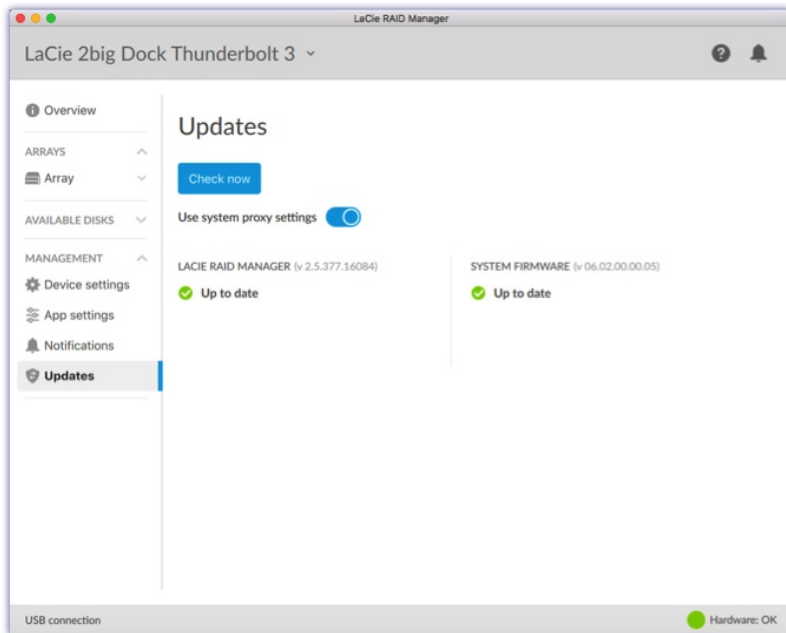 LaCie RAID Manager
LaCie 2big Dock Thunderbolt 3
Overview
ARRAYS
Array
AVAILABLE DISKS
MANAGEMENT
Device settings
App settings
Notifications
Updates
Updates
Check now
Use system proxy settings
LACIE RAID MANAGER (v 2.5.377.16084)
Up to date
SYSTEM FIRMWARE (v 06.02.00.00.05)
Up to date
USB connection
Hardware: OK